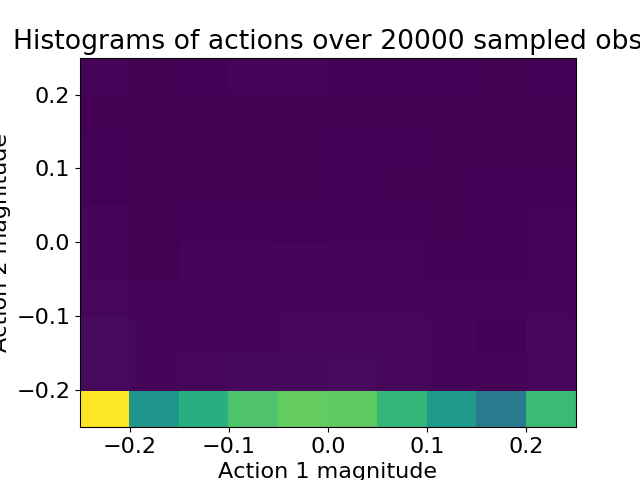 Histograms of actions over 20000 sampled obs
Action 2 magnitude
0.2
0.1
0.0
−0.1
−0.2
−0.2 −0.1 0.0 0.1 0.2
Action 1 magnitude